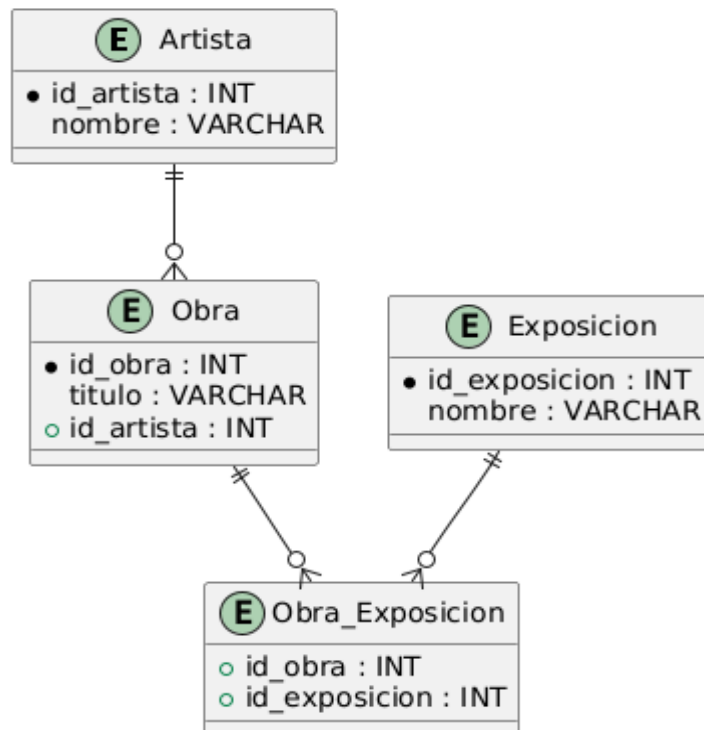 E Artista
id_artista : INT
nombre : VARCHAR
E Obra
id_obra : INT
titulo : VARCHAR
id_artista : INT
E Exposicion
id_exposicion : INT
nombre : VARCHAR
E Obra_Exposicion
id_obra : INT
id_exposicion : INT